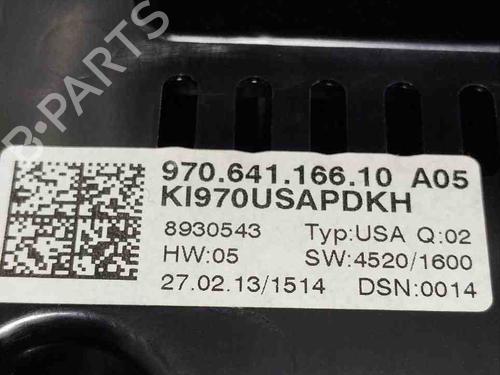 B-PARTS
970.641.166.10 A05
KI970USAPDKH
8930543 Typ:USA Q:02
HW:05 SW:4520/1600
27.02.13/1514 DSN:0014